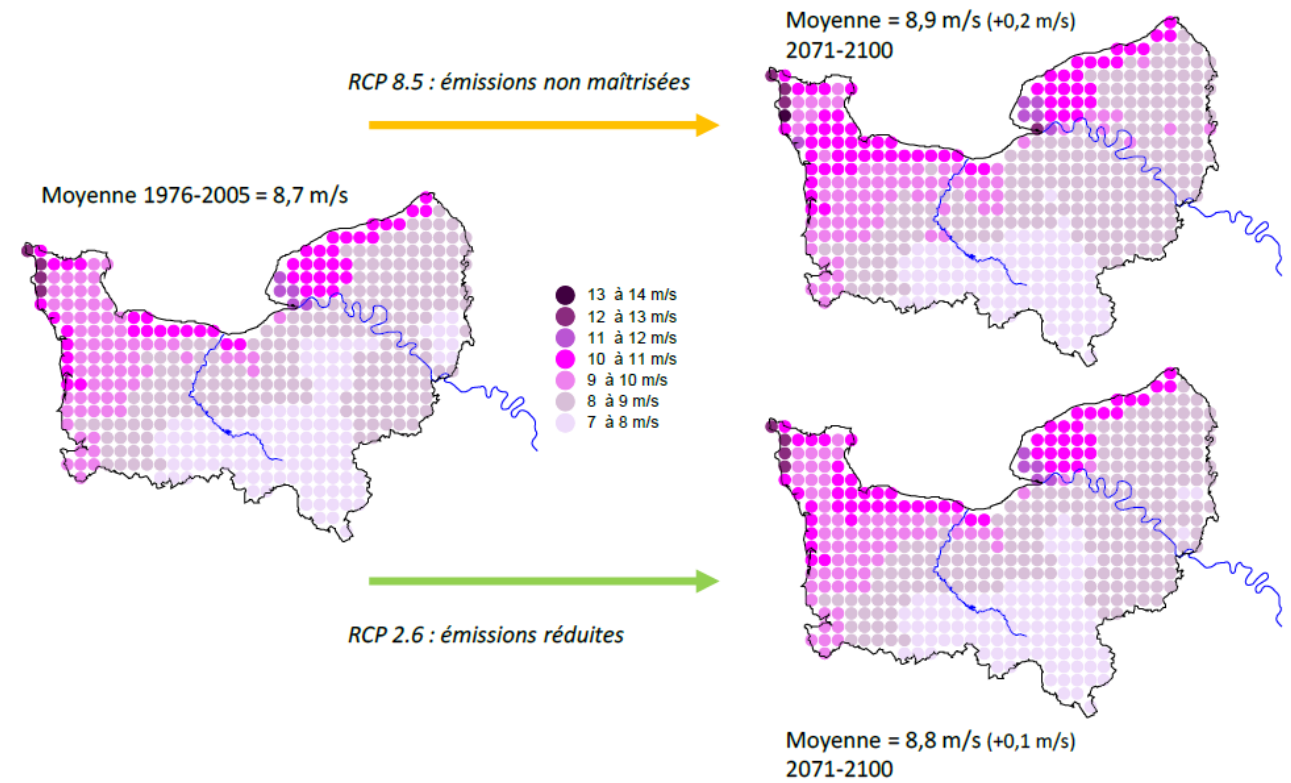 Moyenne = 8,9 m/s (+0,2 m/s)
2071-2100
RCP 8.5 : émissions non maîtrisées
Moyenne 1976-2005 = 8,7 m/s
13 à 14 m/s
12 à 13 m/s
11 à 12 m/s
10 à 11 m/s
9 à 10 m/s
8 à 9 m/s
7 à 8 m/s
RCP 2.6 : émissions réduites
Moyenne = 8,8 m/s (+0,1 m/s)
2071-2100